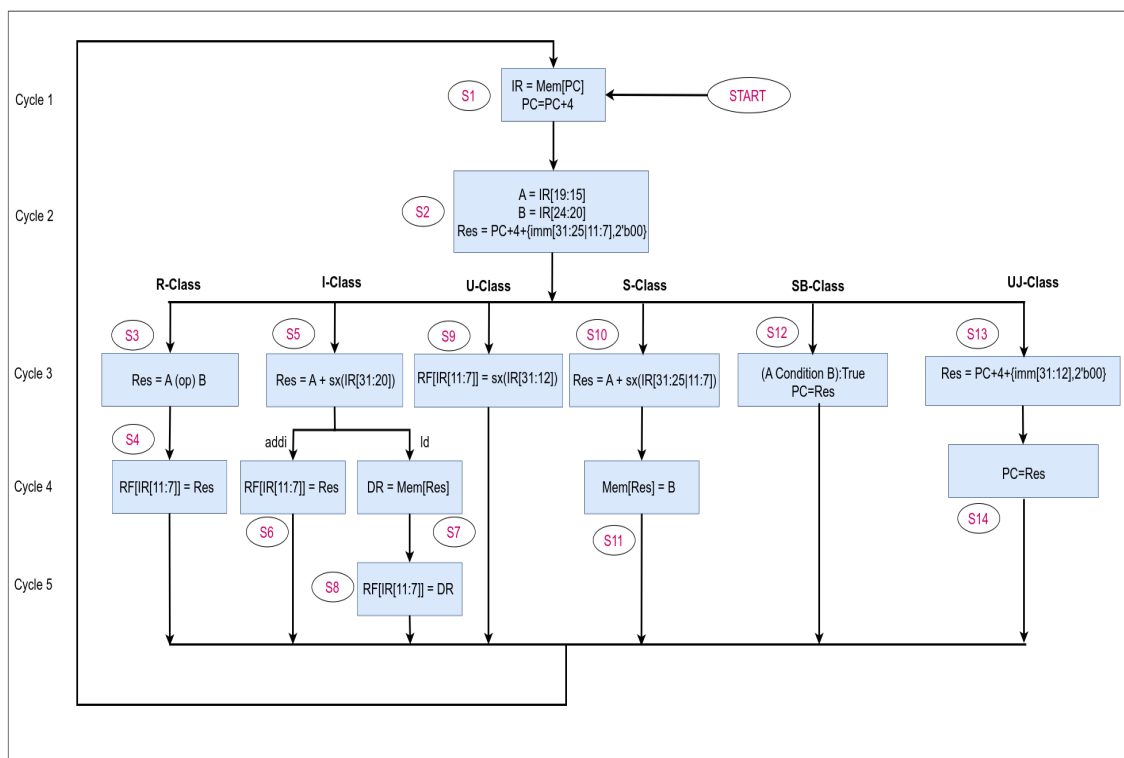 Cycle 1
S1
IR = Mem[PC]
PC=PC+4
START
Cycle 2
S2
A = IR[19:15]
B = IR[24:20]
Res = PC+4+{imm[31:25|11:7],2'b00}
R-Class
I-Class
U-Class
S-Class
SB-Class
UJ-Class
S3
S5
S9
S10
S12
S13
Cycle 3
Res = A (op) B
Res = A + sx(IR[31:20])
RF[IR[11:7]] = sx(IR[31:12])
Res = A + sx(IR[31:25|11:7])
(A Condition B):True
PC=Res
Res = PC+4+{imm[31:12],2'b00}
S4
addi
ld
Cycle 4
RF[IR[11:7]] = Res
RF[IR[11:7]] = Res
DR = Mem[Res]
Mem[Res] = B
PC=Res
S6
S7
S11
S14
Cycle 5
S8
RF[IR[11:7]] = DR